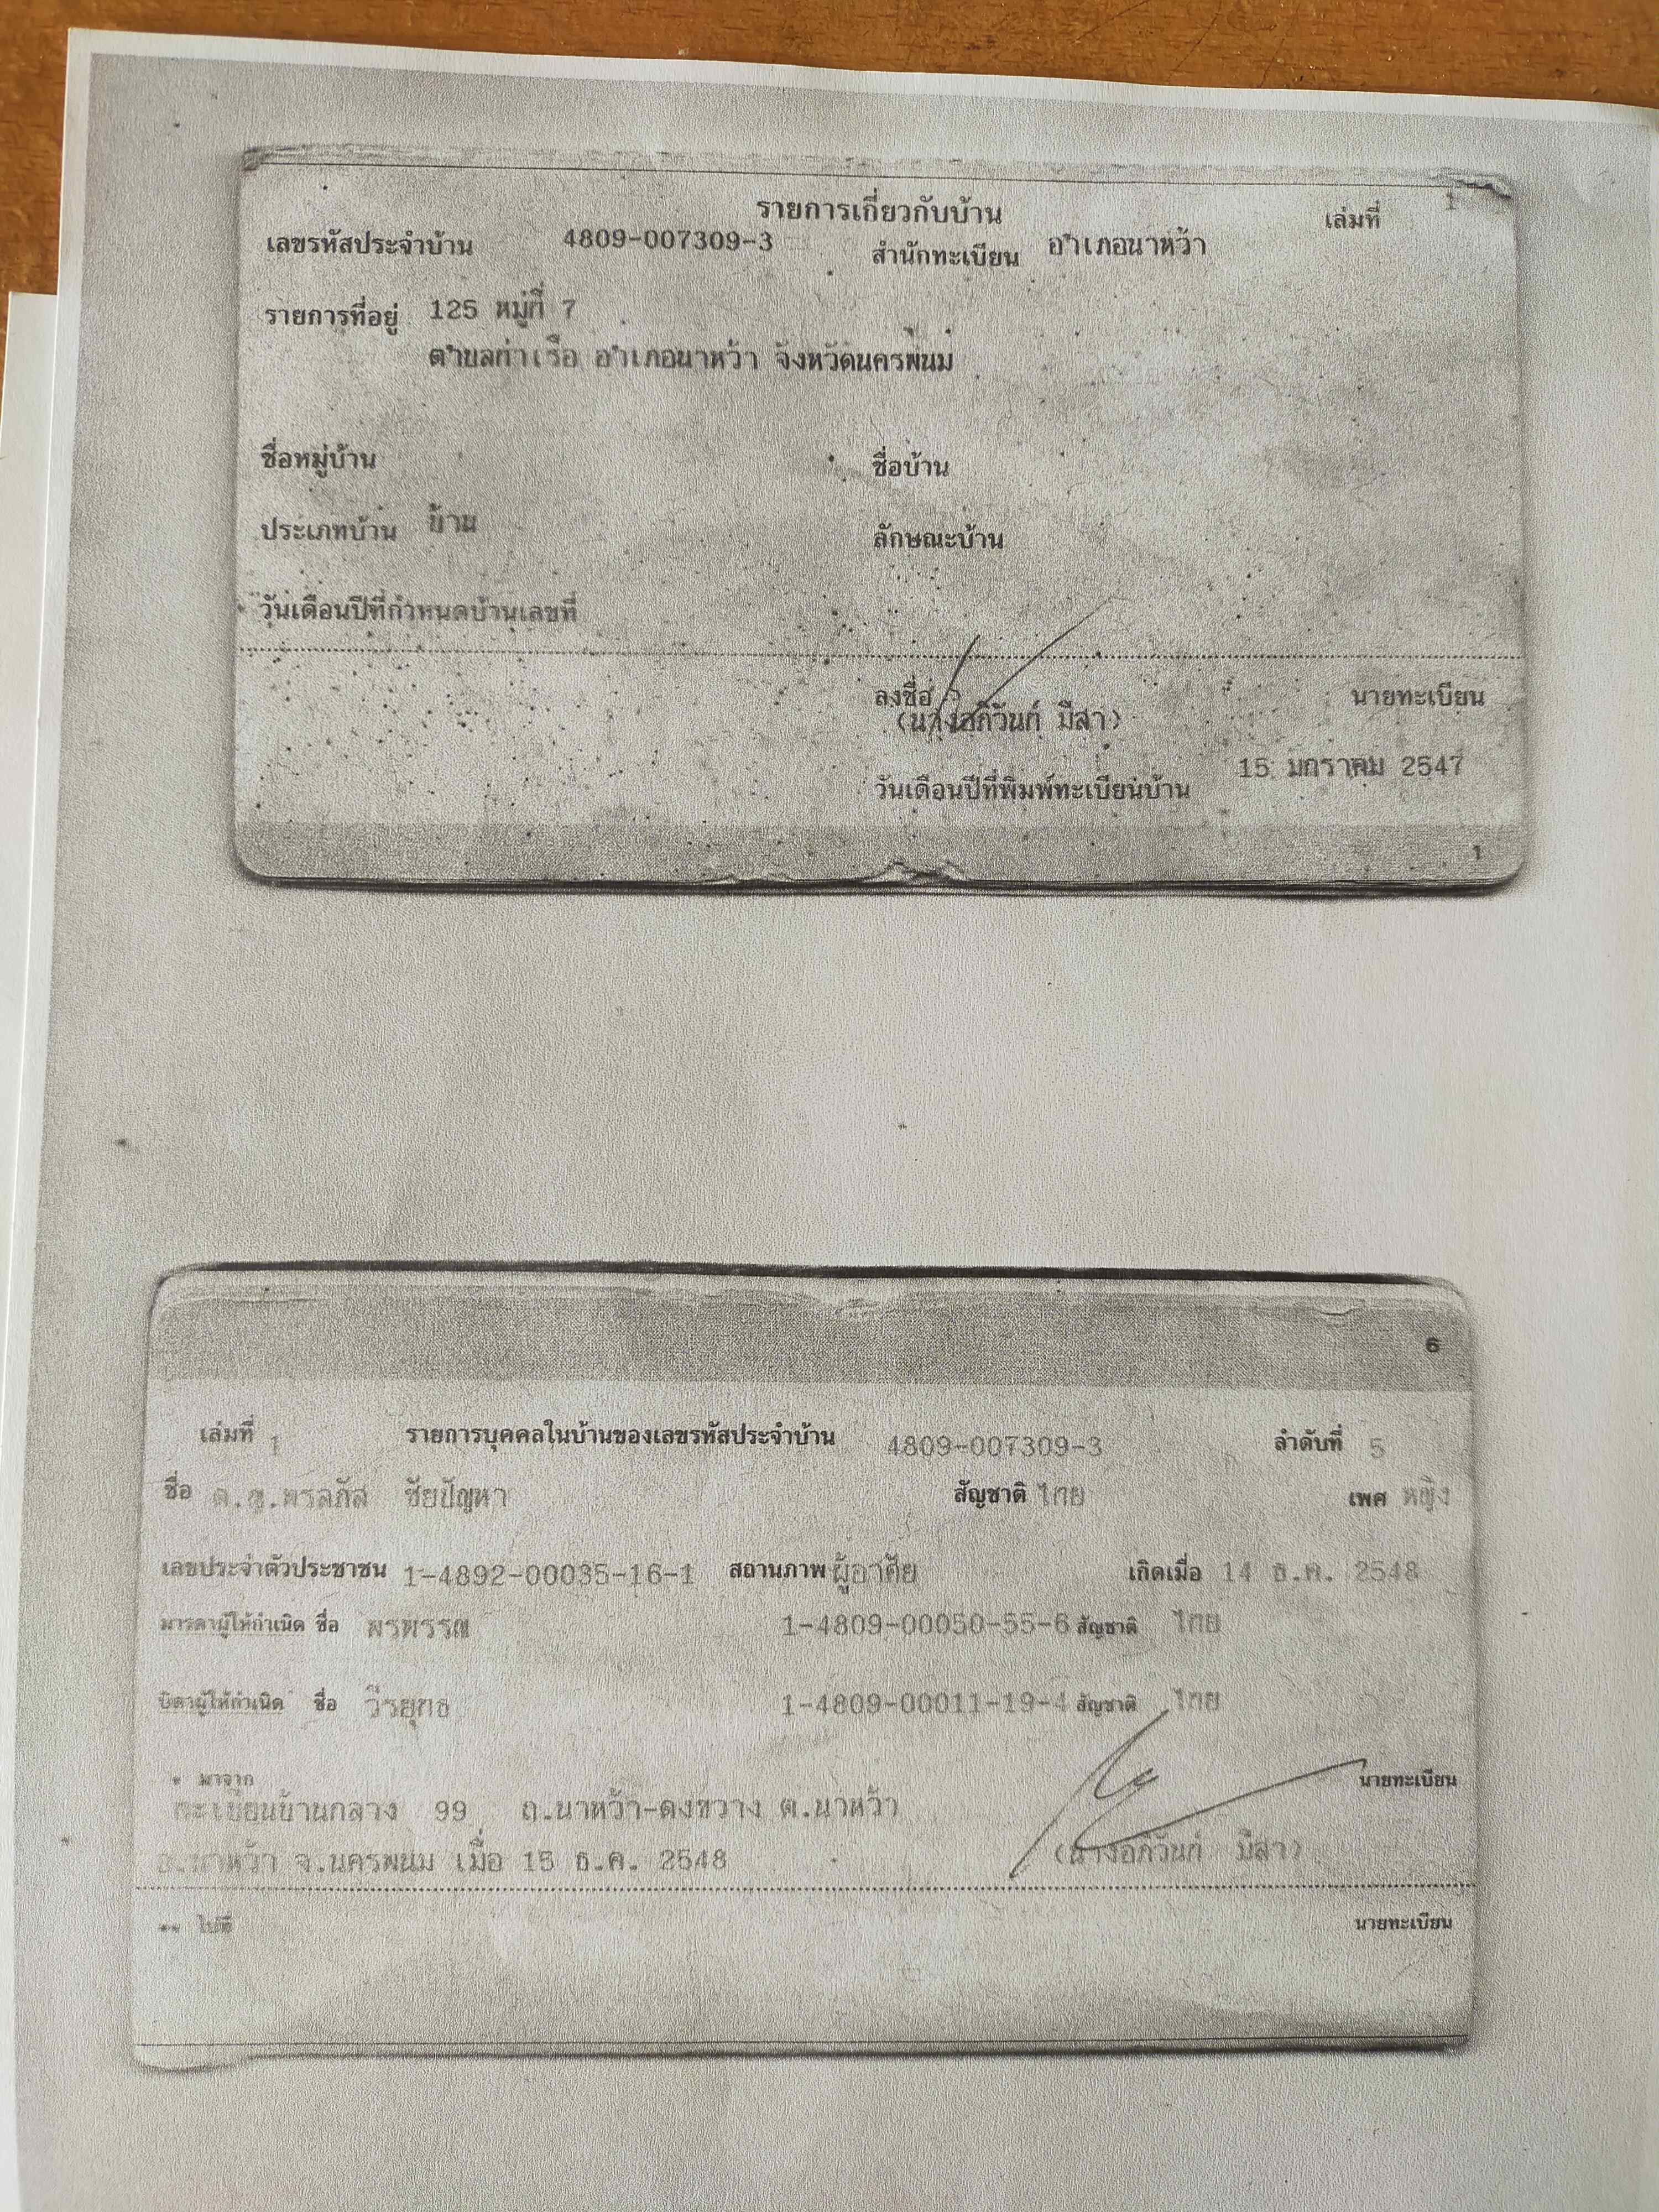 รายการเกี่ยวกับบ้าน เล่มที่ 1
เลขรหัสประจำบ้าน 4809-007309-3 สำนักทะเบียน อำเภอนาหว้า
รายการที่อยู่ 125 หมู่ที่ 7
ตำบลท่าเรือ อำเภอนาหว้า จังหวัดนครพนม
ชื่อหมู่บ้าน ชื่อบ้าน
ประเภทบ้าน บ้าน ลักษณะบ้าน
วันเดือนปีที่กำหนดบ้านเลขที่
ลงชื่อ นายทะเบียน
(นางอภิวันท์ มีลา)
วันเดือนปีที่พิมพ์ทะเบียนบ้าน 15 มกราคม 2547
1
6
เล่มที่ 1 รายการบุคคลในบ้านของเลขรหัสประจำบ้าน 4809-007309-3 ลำดับที่ 5
ชื่อ ด.ญ.พรลภัส ชัยปัญหา สัญชาติ ไทย เพศ หญิง
เลขประจำตัวประชาชน 1-4892-00035-16-1 สถานภาพ ผู้อาศัย เกิดเมื่อ 14 ธ.ค. 2548
มารดาผู้ให้กำเนิด ชื่อ พรพรรณ 1-4809-00050-55-6 สัญชาติ ไทย
บิดาผู้ให้กำเนิด ชื่อ วีรยุทธ 1-4809-00011-19-4 สัญชาติ ไทย
* มาจาก นายทะเบียน
ทะเบียนบ้านกลาง 99 ถ.นาหว้า-ดงขวาง ต.นาหว้า
อ.นาหว้า จ.นครพนม เมื่อ 15 ธ.ค. 2548 (นางอภิวันท์ มีลา)
** ไปที่ นายทะเบียน